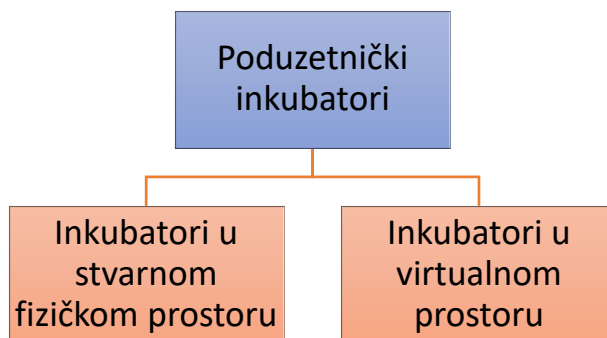 Poduzetnički
inkubatori
Inkubatori u
stvarnom
fizičkom prostoru
Inkubatori u
virtualnom
prostoru